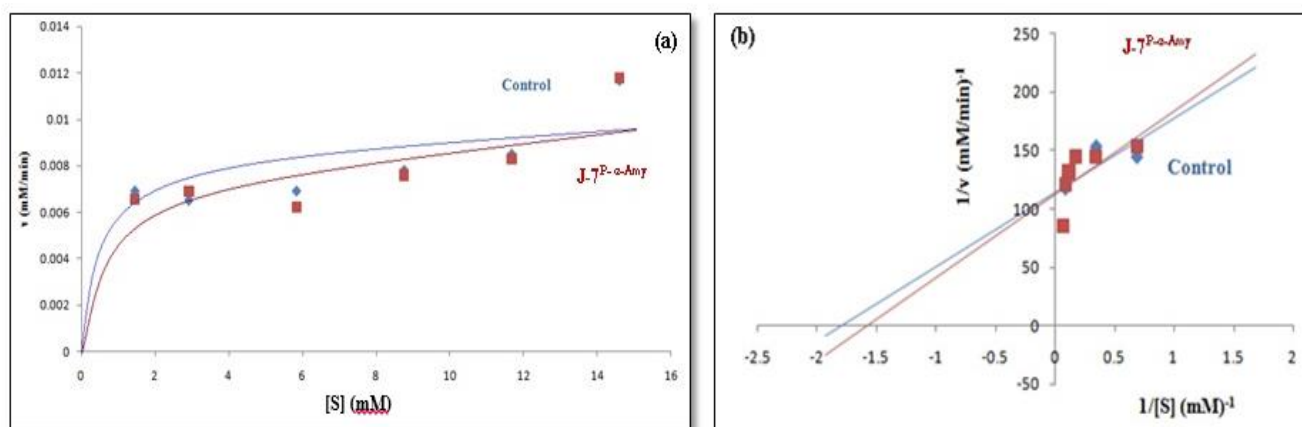 (a)
0.014
0.012
0.01
0.008
0.006
0.004
0.002
0
v (mM/min)
Control
J-7P-α-Amy
0 2 4 6 8 10 12 14 16
[S] (mM)
(b)
J-7P-α-Amy
250
200
150
100
50
0
-50
1/v (mM/min)-1
Control
-2.5 -2 -1.5 -1 -0.5 0 0.5 1 1.5 2
1/[S] (mM)-1